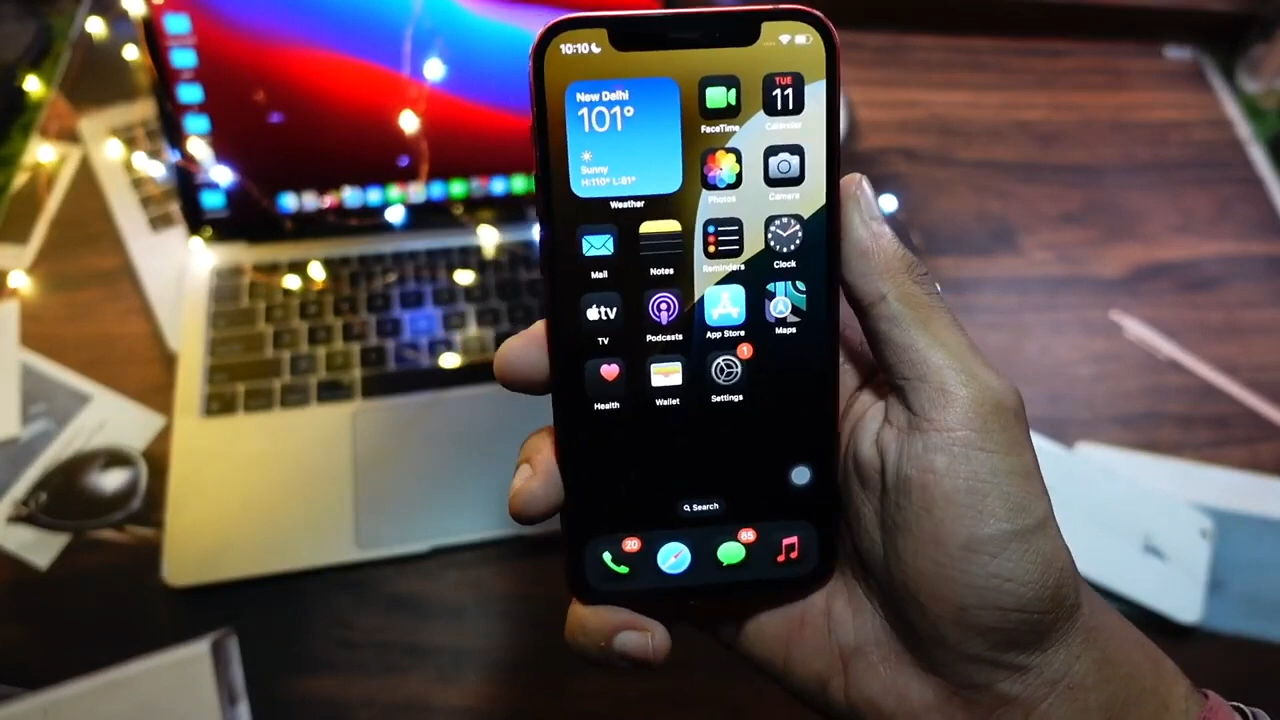 10:10
New Delhi
101°
Sunny
H:110° L:81°
Weather
FaceTime
TUE
11
Calendar
Photos
Camera
Mail
Notes
Reminders
Clock
tv
TV
Podcasts
App Store
Maps
1
Health
Wallet
Settings
Search
20
65